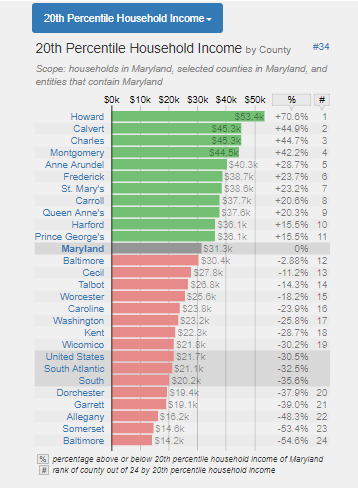 20th Percentile Household Income
20th Percentile Household Income by County #34
Scope: households in Maryland, selected counties in Maryland, and
entities that contain Maryland
$0k $10k $20k $30k $40k $50k % #
Howard $53.4k +70.6% 1
Calvert $45.3k +44.9% 2
Charles $45.3k +44.7% 3
Montgomery $44.5k +42.2% 4
Anne Arundel $40.3k +28.7% 5
Frederick $38.7k +23.7% 6
St. Mary's $38.6k +23.2% 7
Carroll $37.7k +20.6% 8
Queen Anne's $37.6k +20.3% 9
Harford $36.1k +15.5% 10
Prince George's $36.1k +15.5% 11
Maryland $31.3k 0%
Baltimore $30.4k -2.88% 12
Cecil $27.8k -11.2% 13
Talbot $26.8k -14.3% 14
Worcester $25.6k -18.2% 15
Caroline $23.8k -23.9% 16
Washington $23.2k -25.8% 17
Kent $22.3k -28.7% 18
Wicomico $21.8k -30.2% 19
United States $21.7k -30.5%
South Atlantic $21.1k -32.5%
South $20.2k -35.6%
Dorchester $19.4k -37.9% 20
Garrett $19.1k -39.0% 21
Allegany $16.2k -48.3% 22
Somerset $14.6k -53.4% 23
Baltimore $14.2k -54.6% 24
% percentage above or below 20th percentile household income of Maryland
# rank of county out of 24 by 20th percentile household income